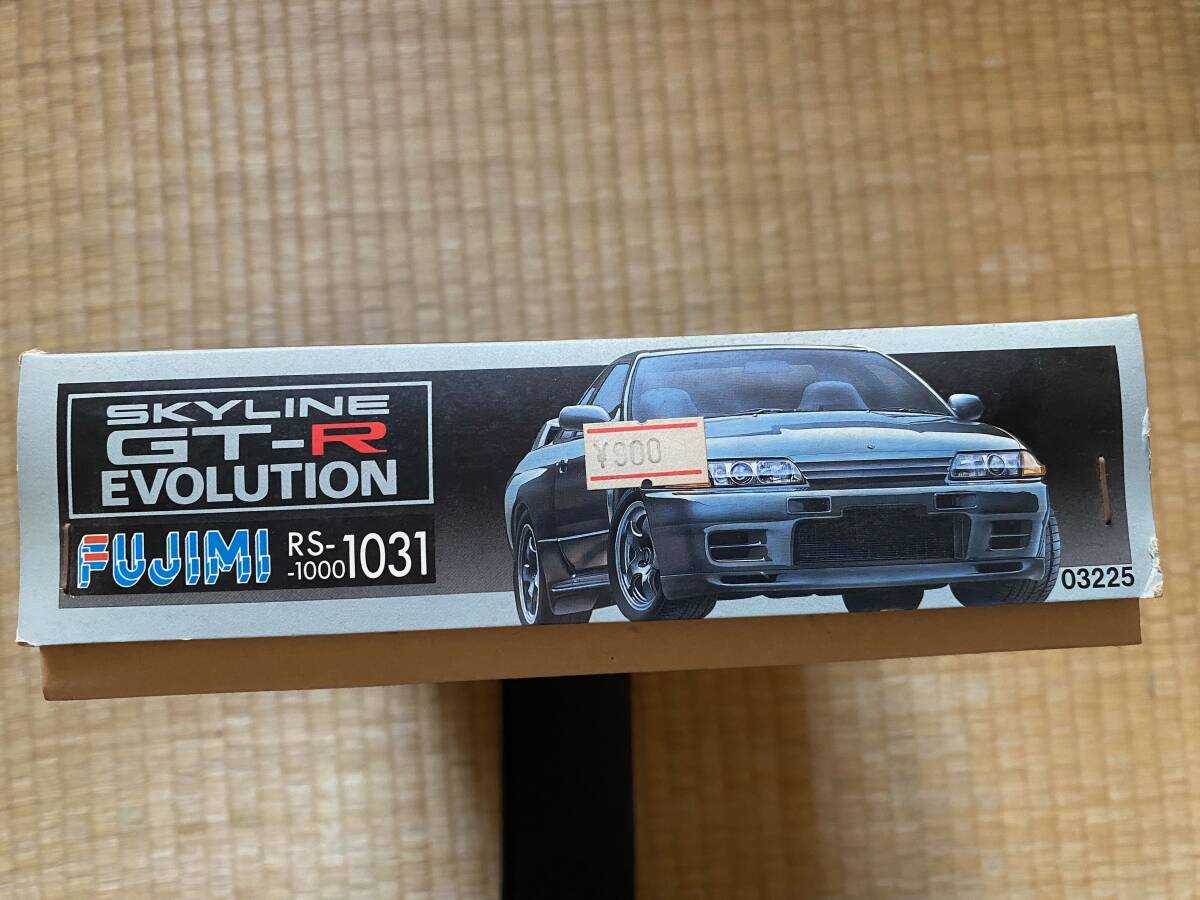 SKYLINE
GT-R
EVOLUTION
FUJIMI RS-1031
-1000
¥900
03225